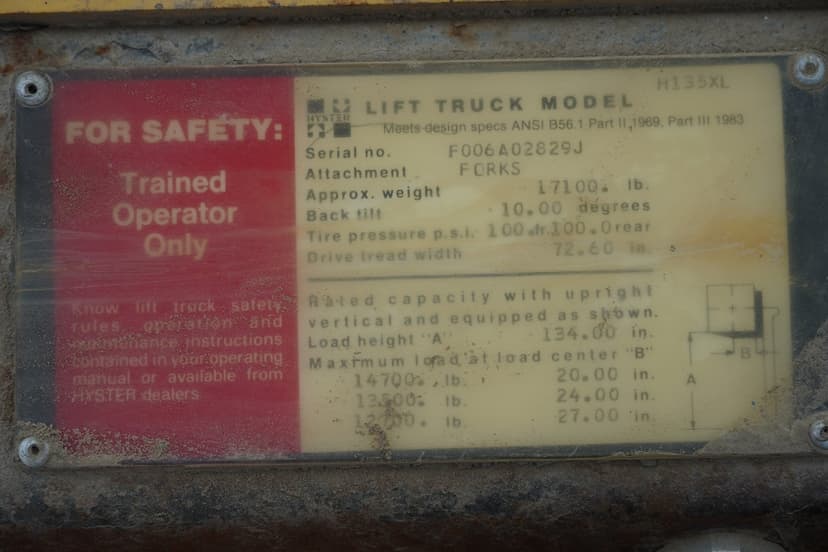 FOR SAFETY:
Trained
Operator
Only
Know lift truck safety
rules, operation and
maintenance instructions
contained in your operating
manual or available from
HYSTER dealers
H135XL
HYSTER
LIFT TRUCK MODEL
Meets design specs ANSI B56.1 Part II, 1969, Part III 1983
Serial no. F006A02829J
Attachment FORKS
Approx. weight 17100. lb.
Back tilt 10.00 degrees
Tire pressure p.s.i. 100.fr.100.0rear
Drive tread width 72.60 in.
Rated capacity with upright
vertical and equipped as shown.
Load height "A" 134.00 in.
Maximum load at load center "B"
14700. lb. 20.00 in.
13500. lb. 24.00 in.
lb. 27.00 in.
A
B